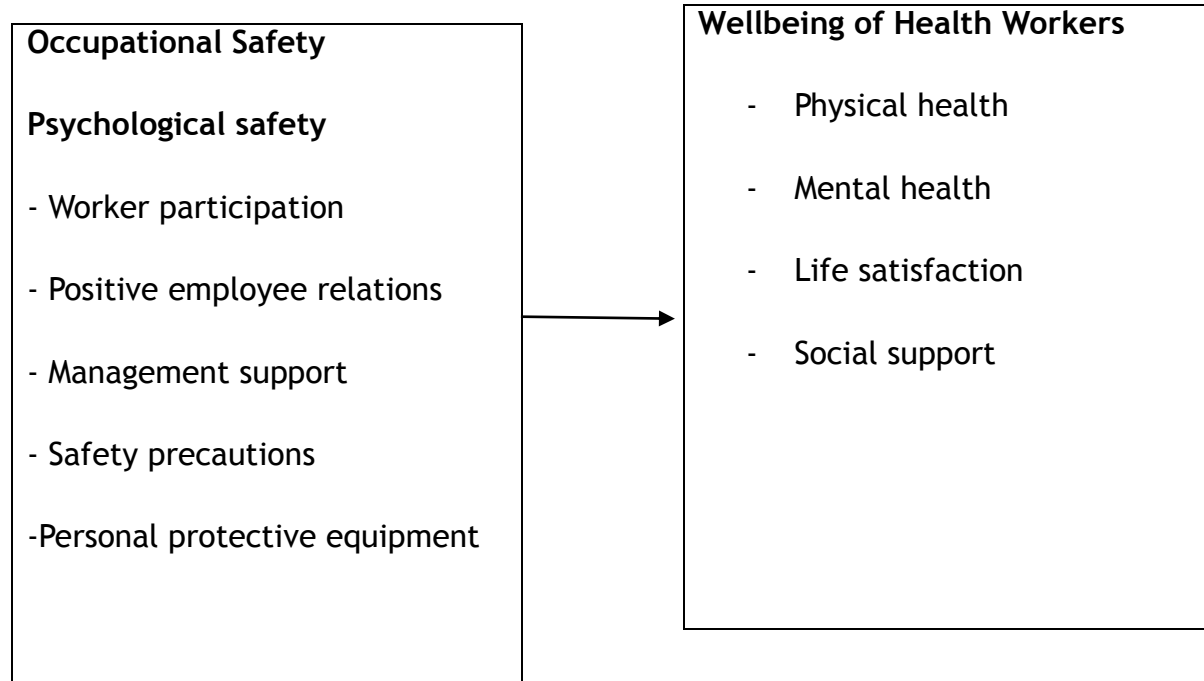 Occupational Safety
Psychological safety
- Worker participation
- Positive employee relations
- Management support
- Safety precautions
-Personal protective equipment
Wellbeing of Health Workers
- Physical health
- Mental health
- Life satisfaction
- Social support